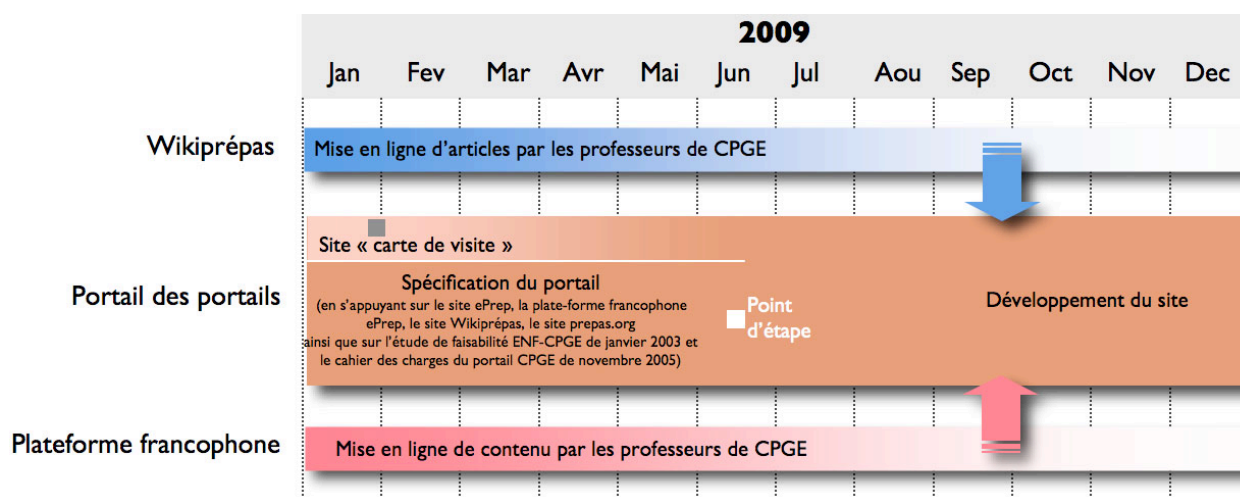 2009
Jan Fev Mar Avr Mai Jun Jul Aou Sep Oct Nov Dec
Wikiprépas
Mise en ligne d'articles par les professeurs de CPGE
Portail des portails
Site « carte de visite »
Spécification du portail
(en s'appuyant sur le site ePrep, la plate-forme francophone
ePrep, le site Wikiprépas, le site prepas.org
ainsi que sur l'étude de faisabilité ENF-CPGE de janvier 2003 et
le cahier des charges du portail CPGE de novembre 2005)
Point
d'étape
Développement du site
Plateforme francophone
Mise en ligne de contenu par les professeurs de CPGE